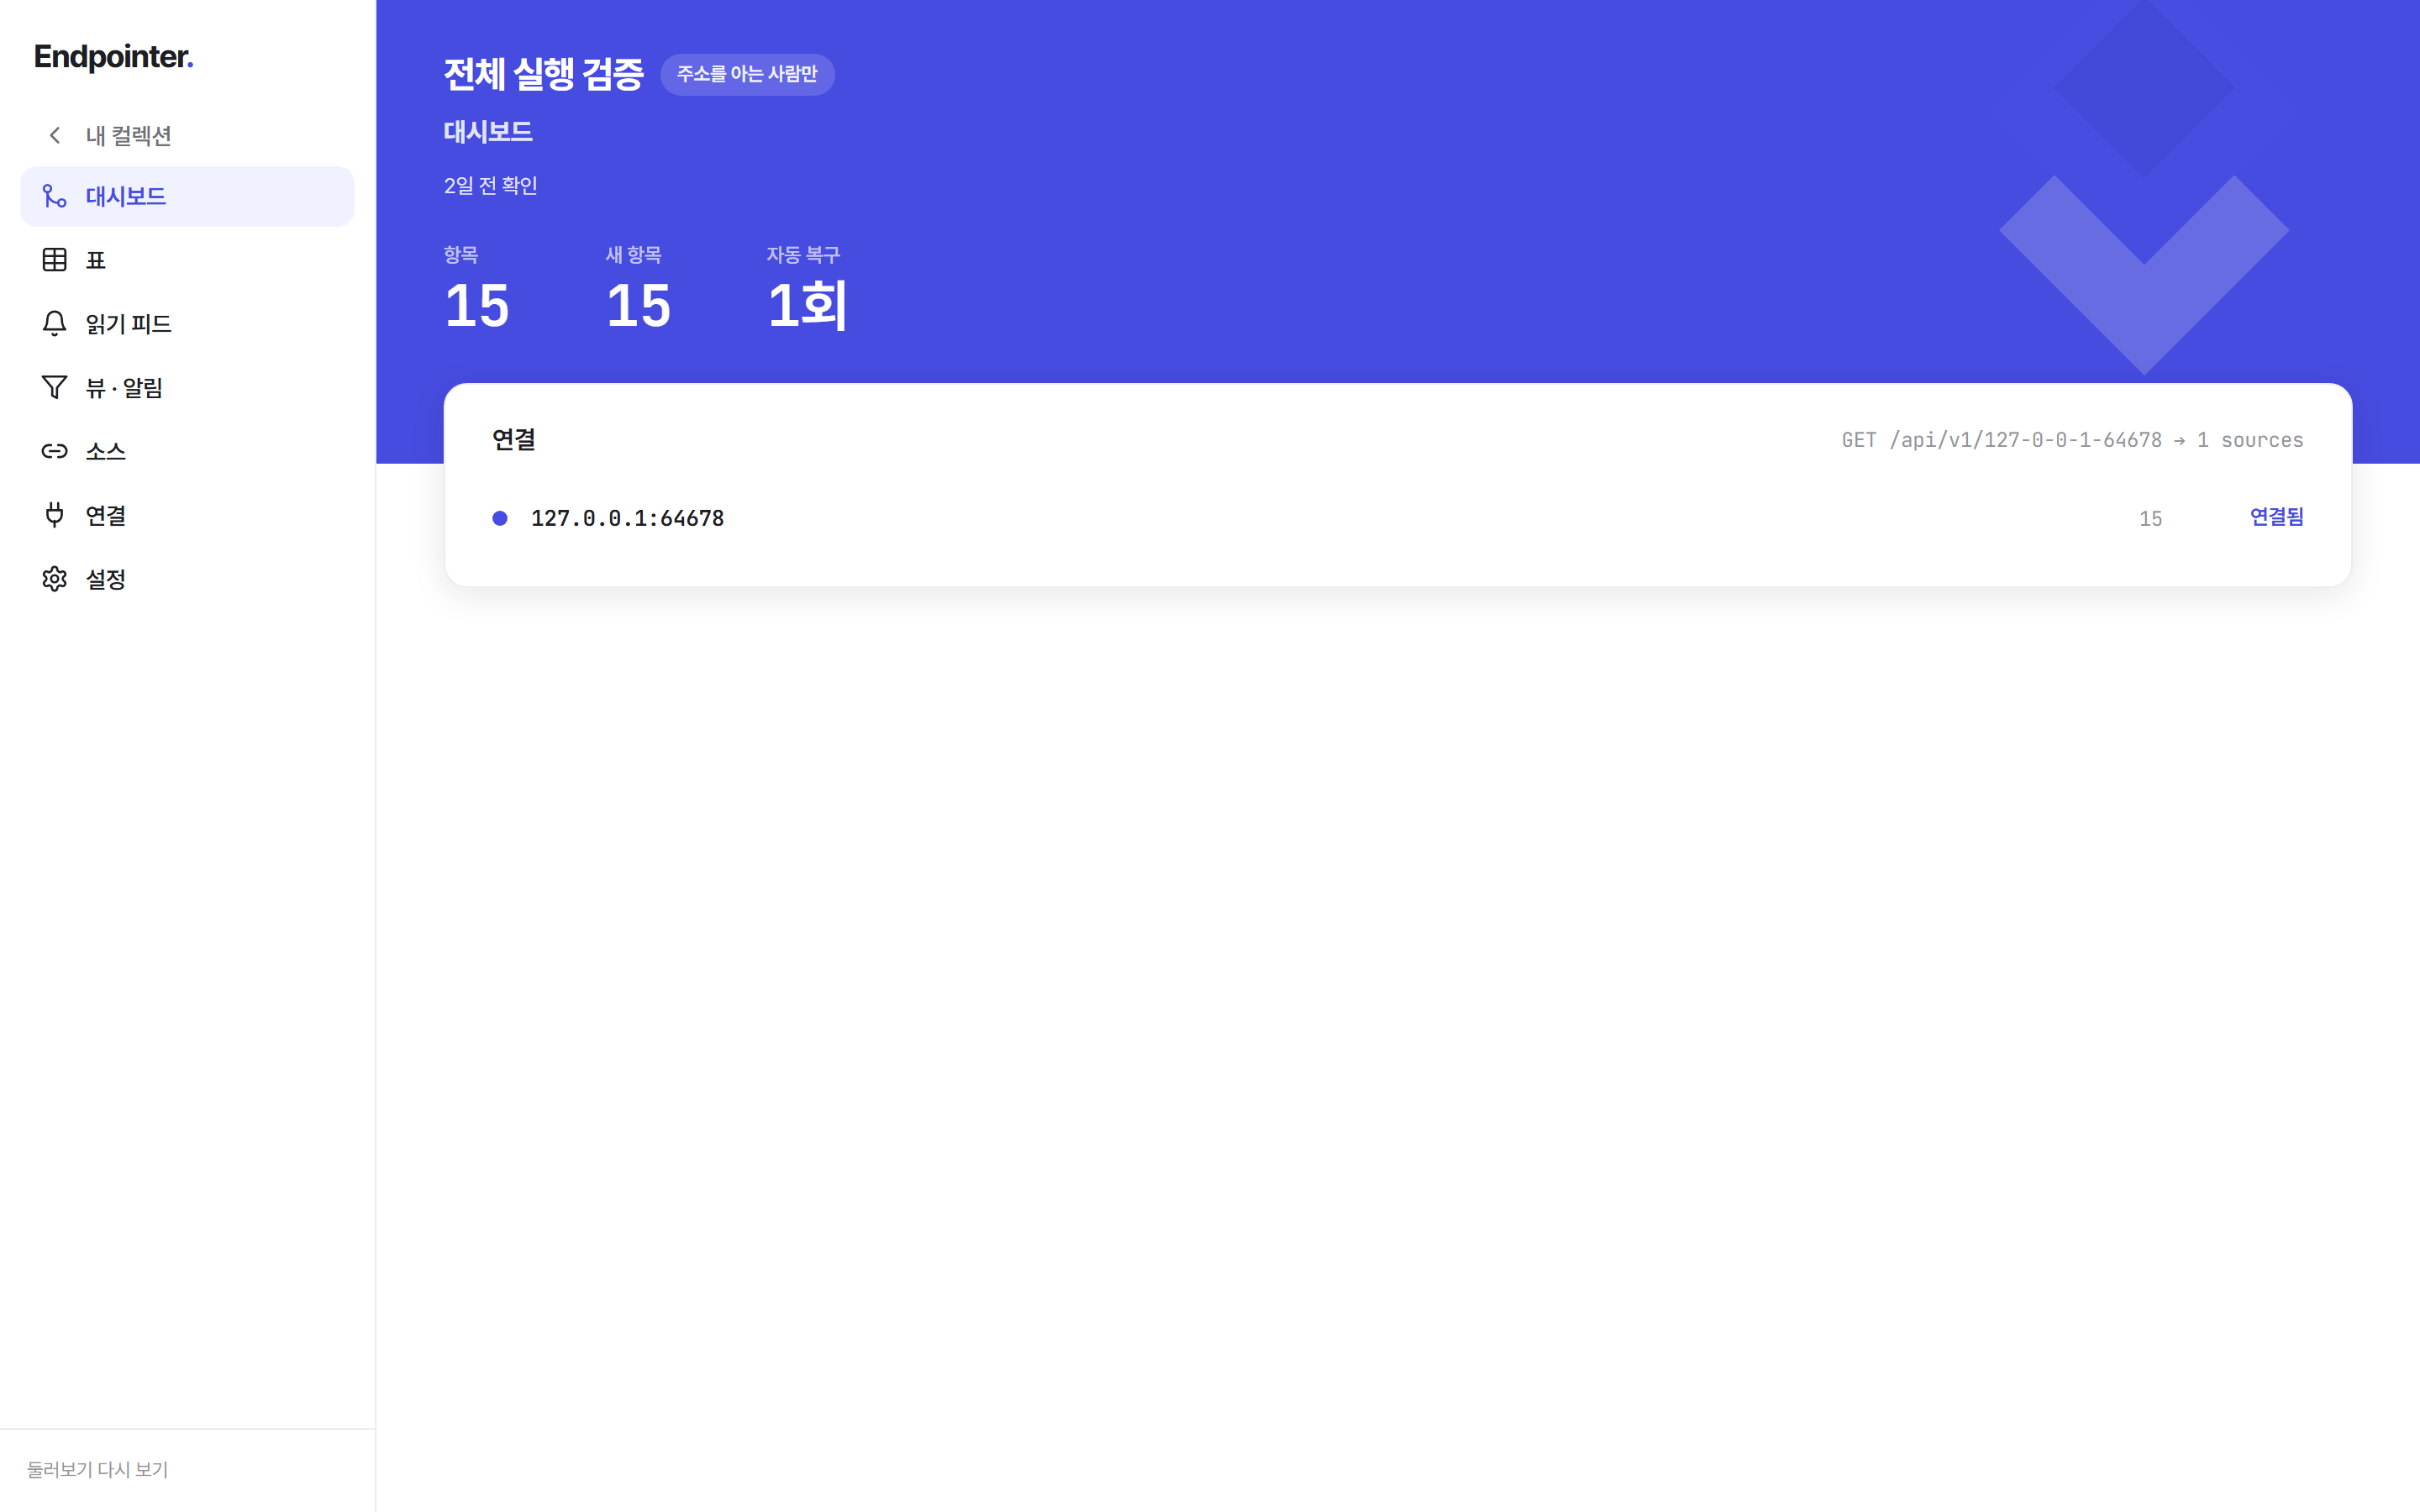 Endpointer.
내 컬렉션
대시보드
표
읽기 피드
뷰 · 알림
소스
연결
설정
둘러보기 다시 보기
전체 실행 검증
주소를 아는 사람만
대시보드
2일 전 확인
항목
15
새 항목
15
자동 복구
1회
연결
GET /api/v1/127-0-0-1-64678 → 1 sources
127.0.0.1:64678
15
연결됨